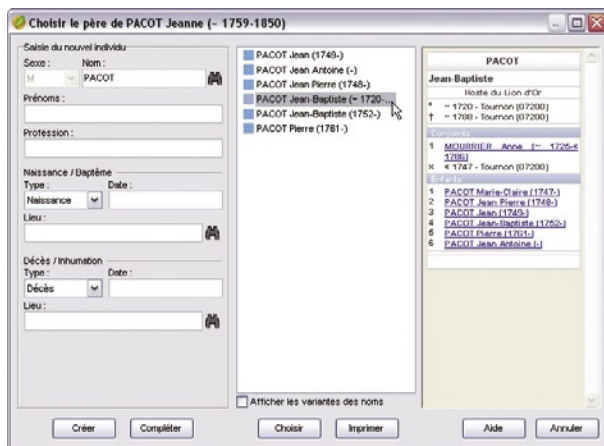 Choisir le père de PACOT Jeanne (~ 1759-1850)
Saisie du nouvel individu
Sexe : Nom :
M PACOT
Prénoms :
Profession :
Naissance / Baptême
Type : Date :
Naissance
Lieu :
Décès / Inhumation
Type : Date :
Décès
Lieu :
PACOT Jean (1749-)
PACOT Jean Antoine (-)
PACOT Jean Pierre (1748-)
PACOT Jean-Baptiste (~ 1720-...
PACOT Jean-Baptiste (1752-)
PACOT Pierre (1761-)
Afficher les variantes des noms
PACOT
Jean-Baptiste
Hoste du Lion d'Or
* ~ 1720 - Tournon (07200)
† ~ 1788 - Tournon (07200)
Conjoints
1 MOURRIER Anne (~ 1725-<
1786)
x < 1747 - Tournon (07200)
Enfants
1 PACOT Marie-Claire (1747-)
2 PACOT Jean Pierre (1748-)
3 PACOT Jean (1749-)
4 PACOT Jean-Baptiste (1752-)
5 PACOT Pierre (1761-)
6 PACOT Jean Antoine (-)
Créer Compléter Choisir Imprimer Aide Annuler